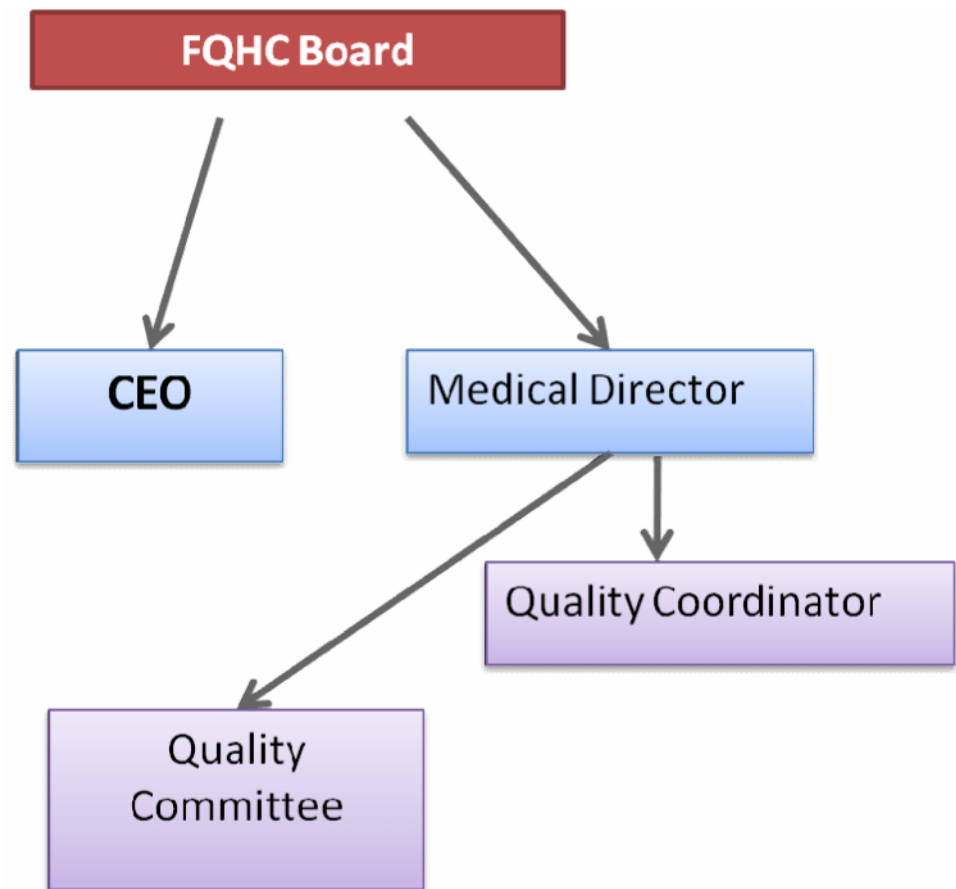 FQHC Board
CEO
Medical Director
Quality Coordinator
Quality
Committee